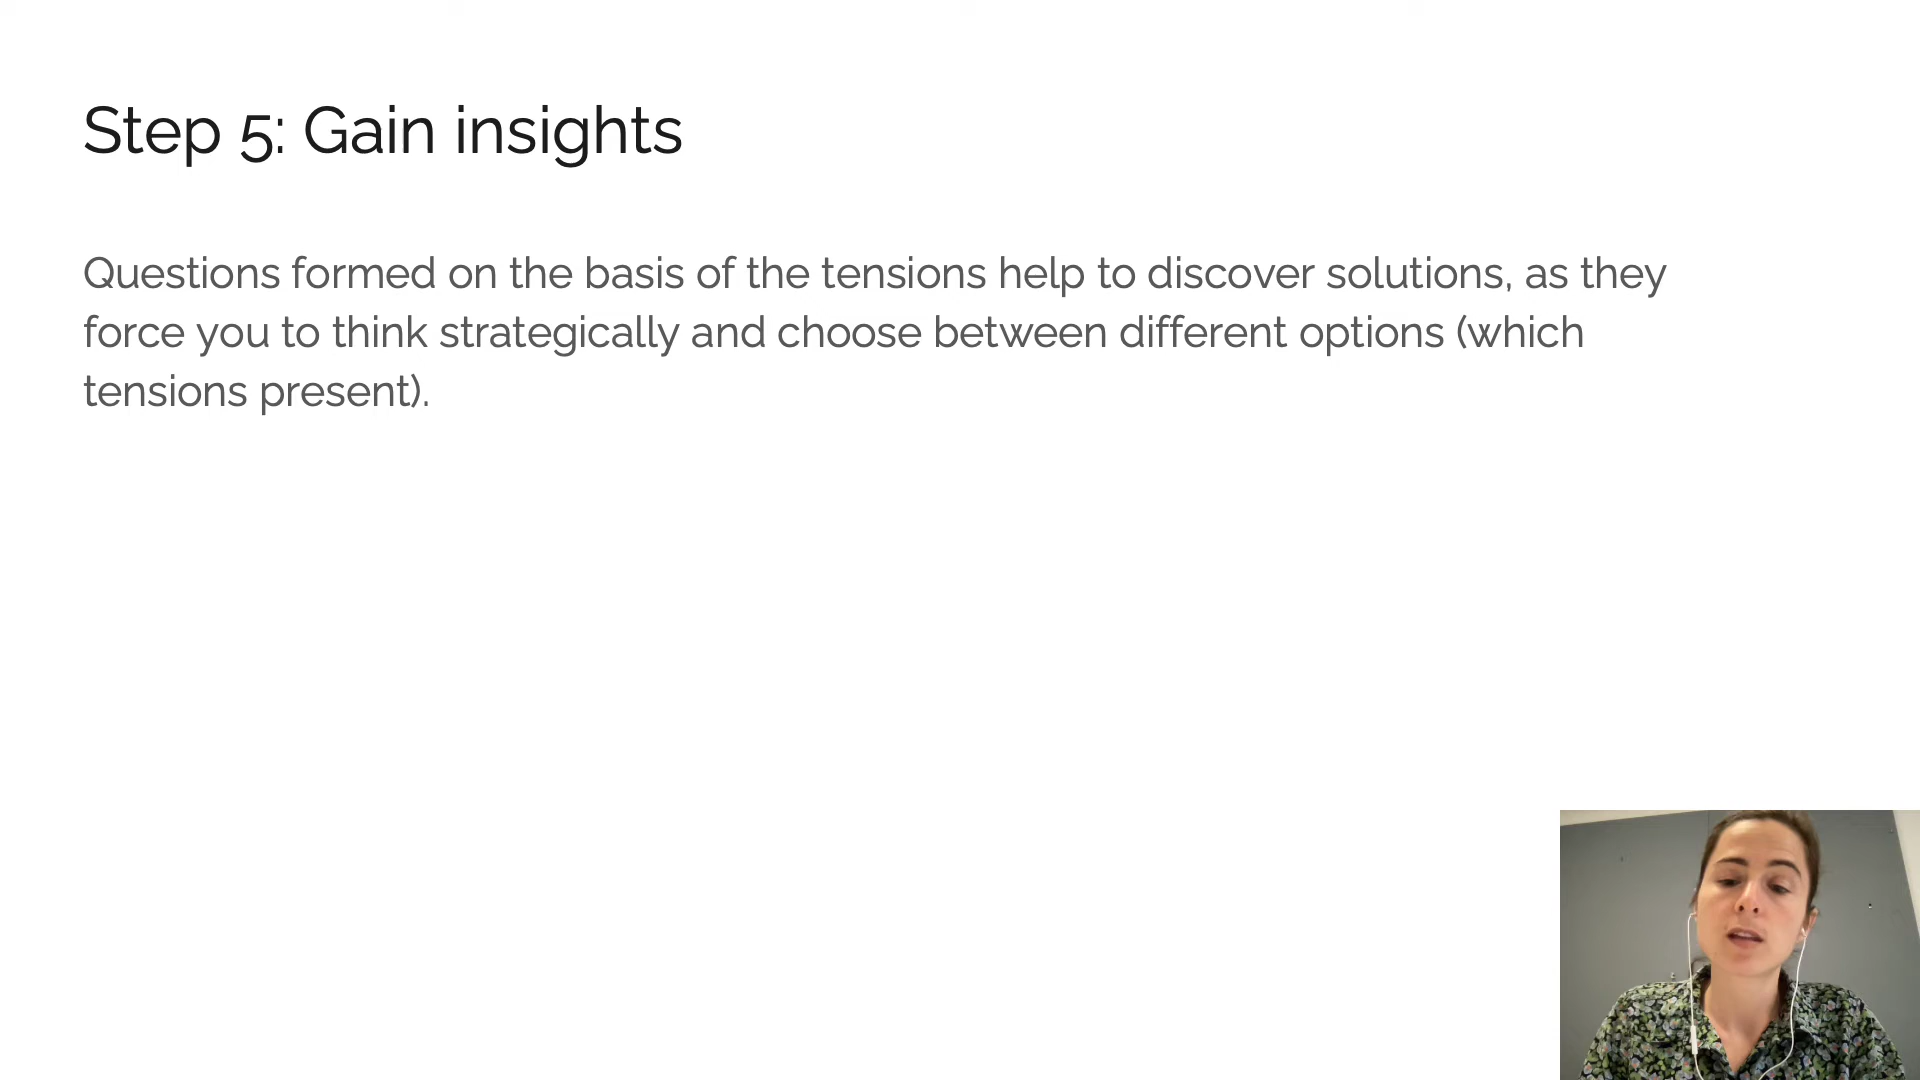 Step 5: Gain insights
Questions formed on the basis of the tensions help to discover solutions, as they
force you to think strategically and choose between different options (which
tensions present).